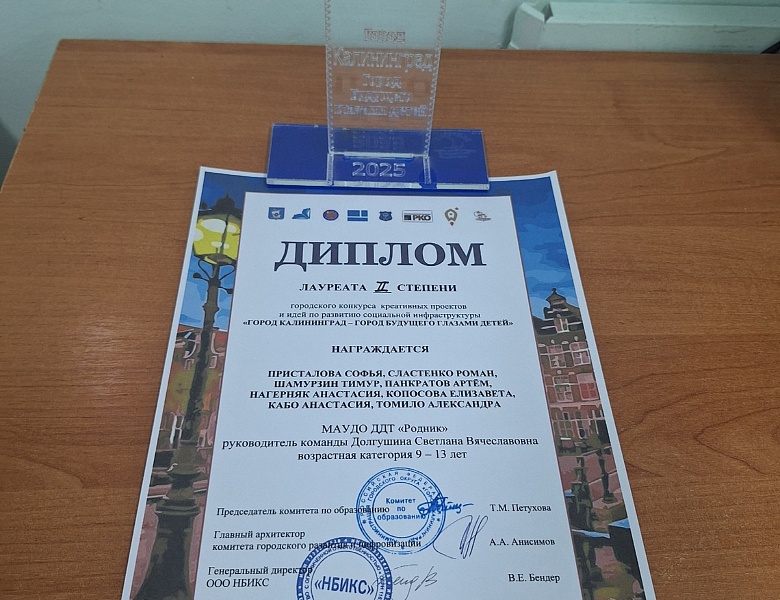 Город
Калининград
Город
2025
РКО
ДИПЛОМ
ЛАУРЕАТА II СТЕПЕНИ
городского конкурса креативных проектов
и идей по развитию социальной инфраструктуры
«ГОРОД КАЛИНИНГРАД – ГОРОД БУДУЩЕГО ГЛАЗАМИ ДЕТЕЙ»
НАГРАЖДАЕТСЯ
ПРИСТАЛОВА СОФЬЯ, СЛАСТЕНКО РОМАН,
ШАМУРЗИН ТИМУР, ПАНКРАТОВ АРТЁМ,
НАГЕРНЯК АНАСТАСИЯ, КОПОСОВА ЕЛИЗАВЕТА,
КАБО АНАСТАСИЯ, ТОМИЛО АЛЕКСАНДРА
МАУДО ДДТ «Родник»
руководитель команды Долгушина Светлана Вячеславовна
возрастная категория 9 – 13 лет
Комитет
по
образованию
Председатель комитета по образованию Т.М. Петухова
Главный архитектор
комитета городского развития и цифровизации А.А. Анисимов
Генеральный директор
ООО НБИКС В.Е. Бендер
«НБИКС»